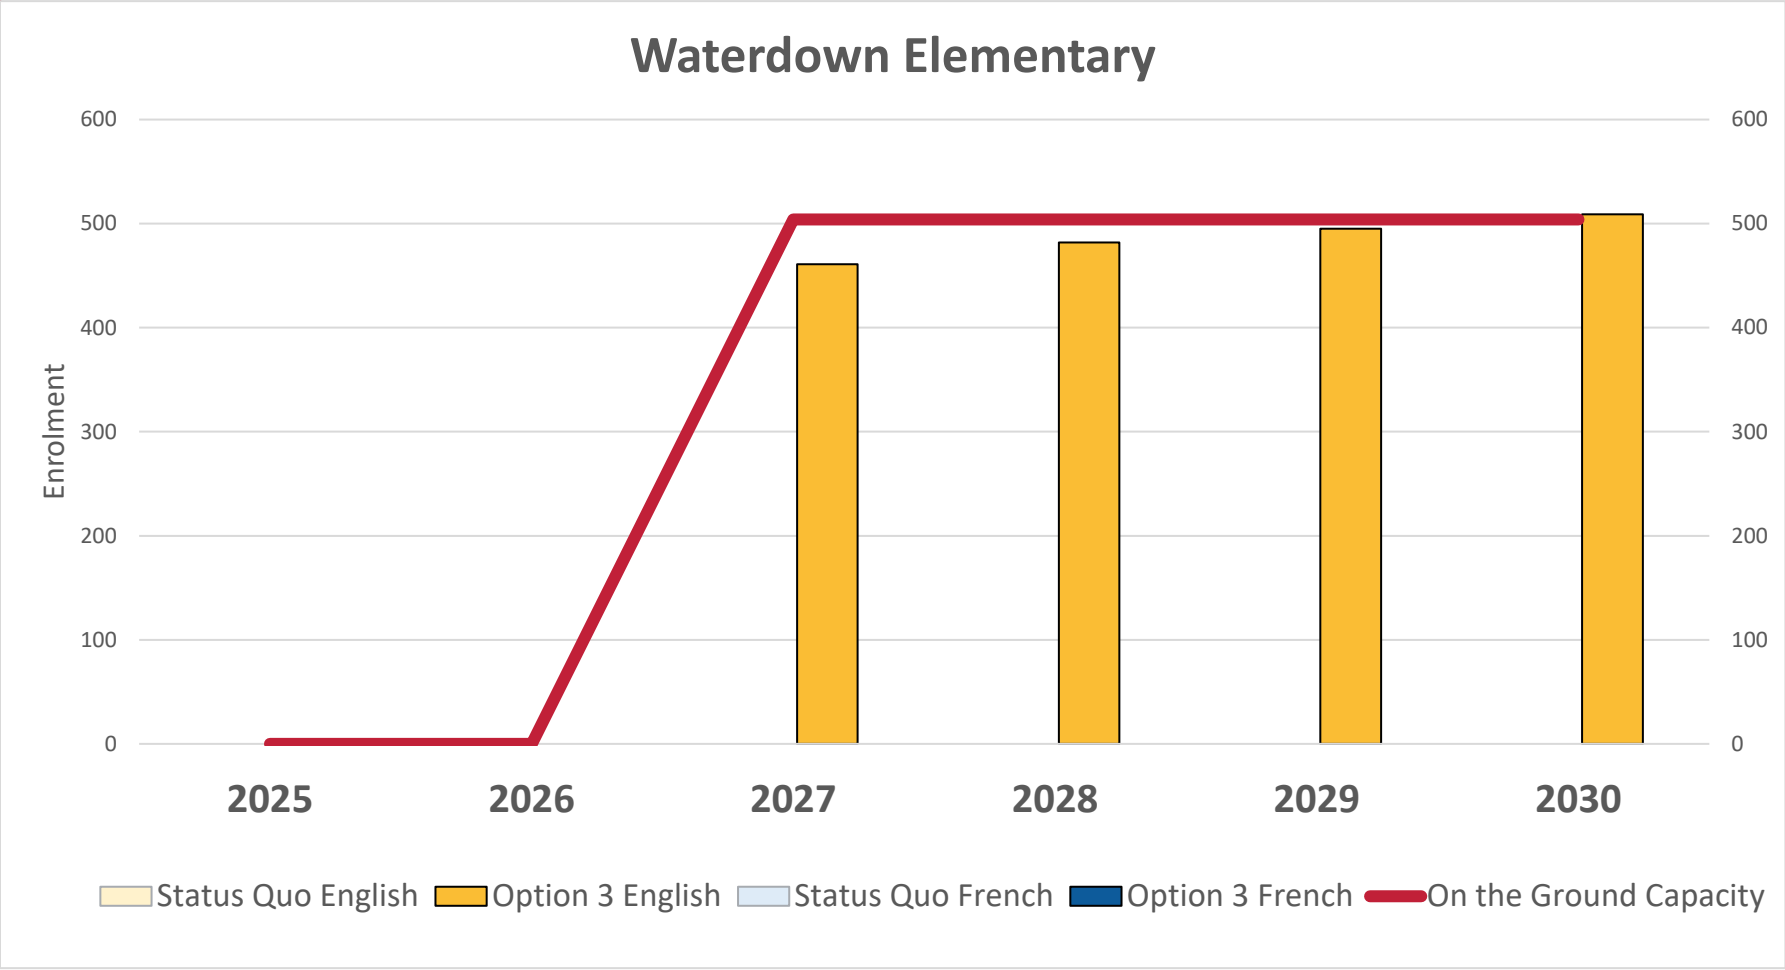 Waterdown Elementary
600 600
500 500
400 400
300 300
200 200
100 100
0 0
Enrolment
2025 2026 2027 2028 2029 2030
Status Quo English Option 3 English Status Quo French Option 3 French On the Ground Capacity